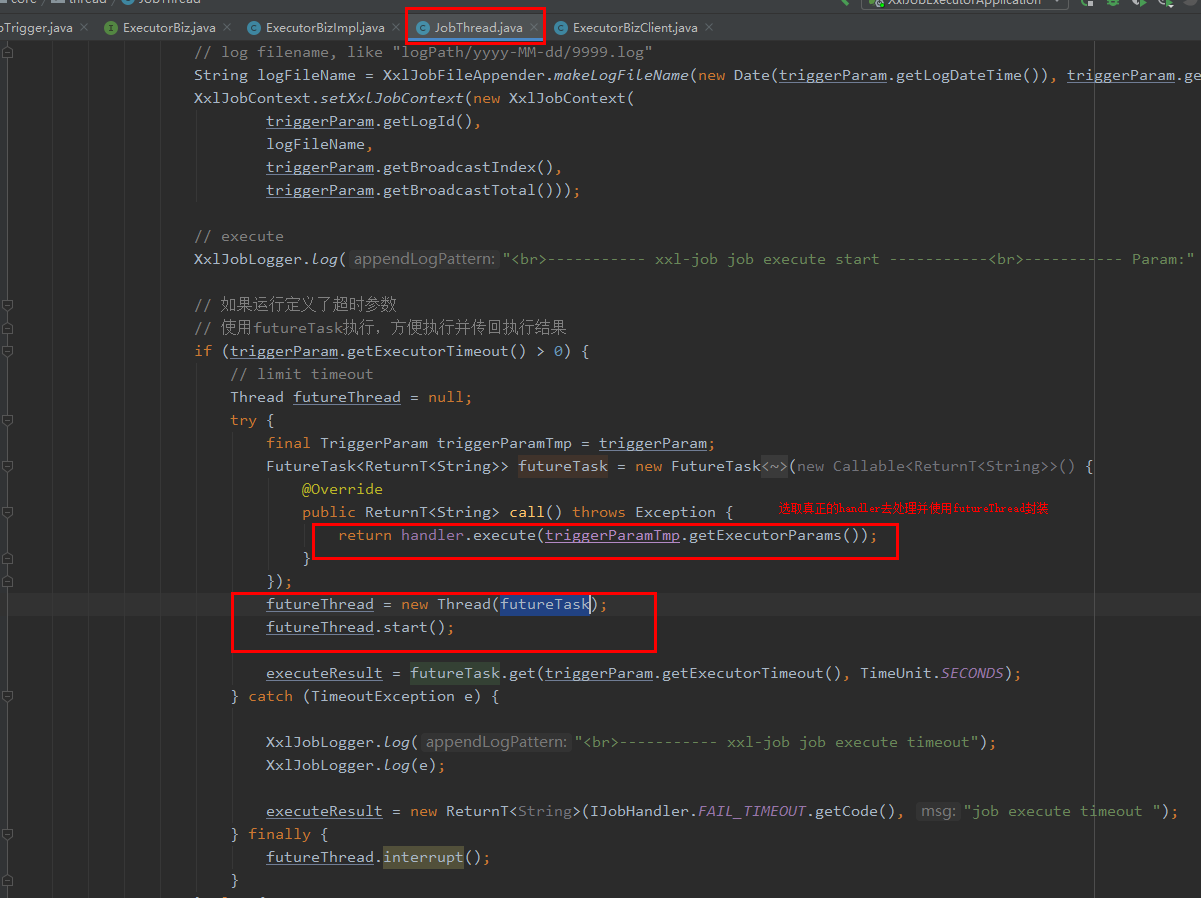 core thread JobThread XxlJobExecutorApplication
oTrigger.java ExecutorBiz.java ExecutorBizImpl.java JobThread.java ExecutorBizClient.java
// log filename, like "logPath/yyyy-MM-dd/9999.log"
String logFileName = XxlJobFileAppender.makeLogFileName(new Date(triggerParam.getLogDateTime()), triggerParam.ge
XxlJobContext.setXxlJobContext(new XxlJobContext(
triggerParam.getLogId(),
logFileName,
triggerParam.getBroadcastIndex(),
triggerParam.getBroadcastTotal()));
// execute
XxlJobLogger.log( appendLogPattern: "<br>----------- xxl-job job execute start -----------<br>----------- Param:"
// 如果运行定义了超时参数
// 使用futureTask执行，方便执行并传回执行结果
if (triggerParam.getExecutorTimeout() > 0) {
// limit timeout
Thread futureThread = null;
try {
final TriggerParam triggerParamTmp = triggerParam;
FutureTask<ReturnT<String>> futureTask = new FutureTask<~>(new Callable<ReturnT<String>>() {
@Override
public ReturnT<String> call() throws Exception { 选取真正的handler去处理并使用futureThread封装
return handler.execute(triggerParamTmp.getExecutorParams());
}
});
futureThread = new Thread(futureTask);
futureThread.start();
executeResult = futureTask.get(triggerParam.getExecutorTimeout(), TimeUnit.SECONDS);
} catch (TimeoutException e) {
XxlJobLogger.log( appendLogPattern: "<br>----------- xxl-job job execute timeout");
XxlJobLogger.log(e);
executeResult = new ReturnT<String>(IJobHandler.FAIL_TIMEOUT.getCode(), msg: "job execute timeout ");
} finally {
futureThread.interrupt();
}